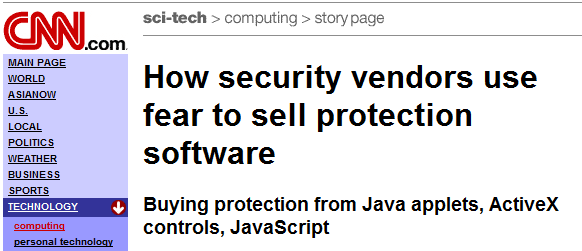 CNN.com.
sci-tech > computing > story page
MAIN PAGE
WORLD
ASIANOW
U.S.
LOCAL
POLITICS
WEATHER
BUSINESS
SPORTS
TECHNOLOGY
computing
personal technology
How security vendors use
fear to sell protection
software
Buying protection from Java applets, ActiveX
controls, JavaScript